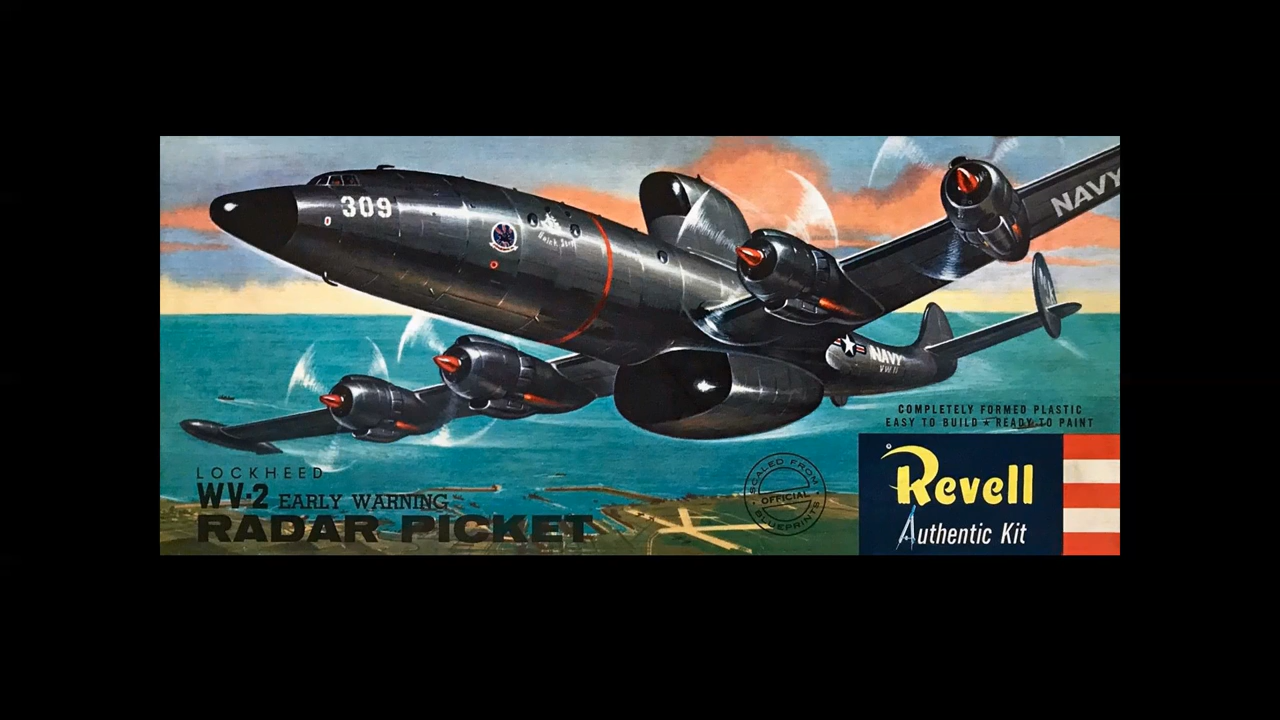 309
NAVY
NAVY
VW-11
COMPLETELY FORMED PLASTIC
EASY TO BUILD ★ READY TO PAINT
LOCKHEED
WV-2 EARLY WARNING
RADAR PICKET
SCALED FROM
OFFICIAL
BLUEPRINTS
Revell
Authentic Kit